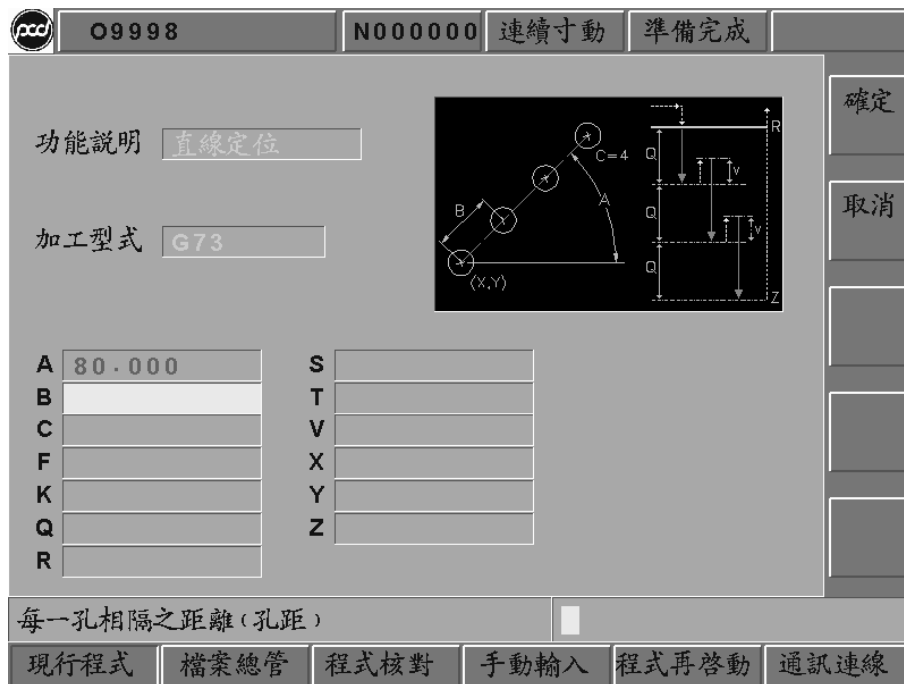 pcd O9998 N000000 連續寸動 準備完成
確定
功能説明 直線定位
取消
加工型式 G73
C=4
B
A
(X,Y)
R
Q
V
Q
V
Q
Z
A 80.000
B
C
F
K
Q
R
S
T
V
X
Y
Z
每一孔相隔之距離(孔距)
現行程式 檔案總管 程式核對 手動輸入 程式再啓動 通訊連線